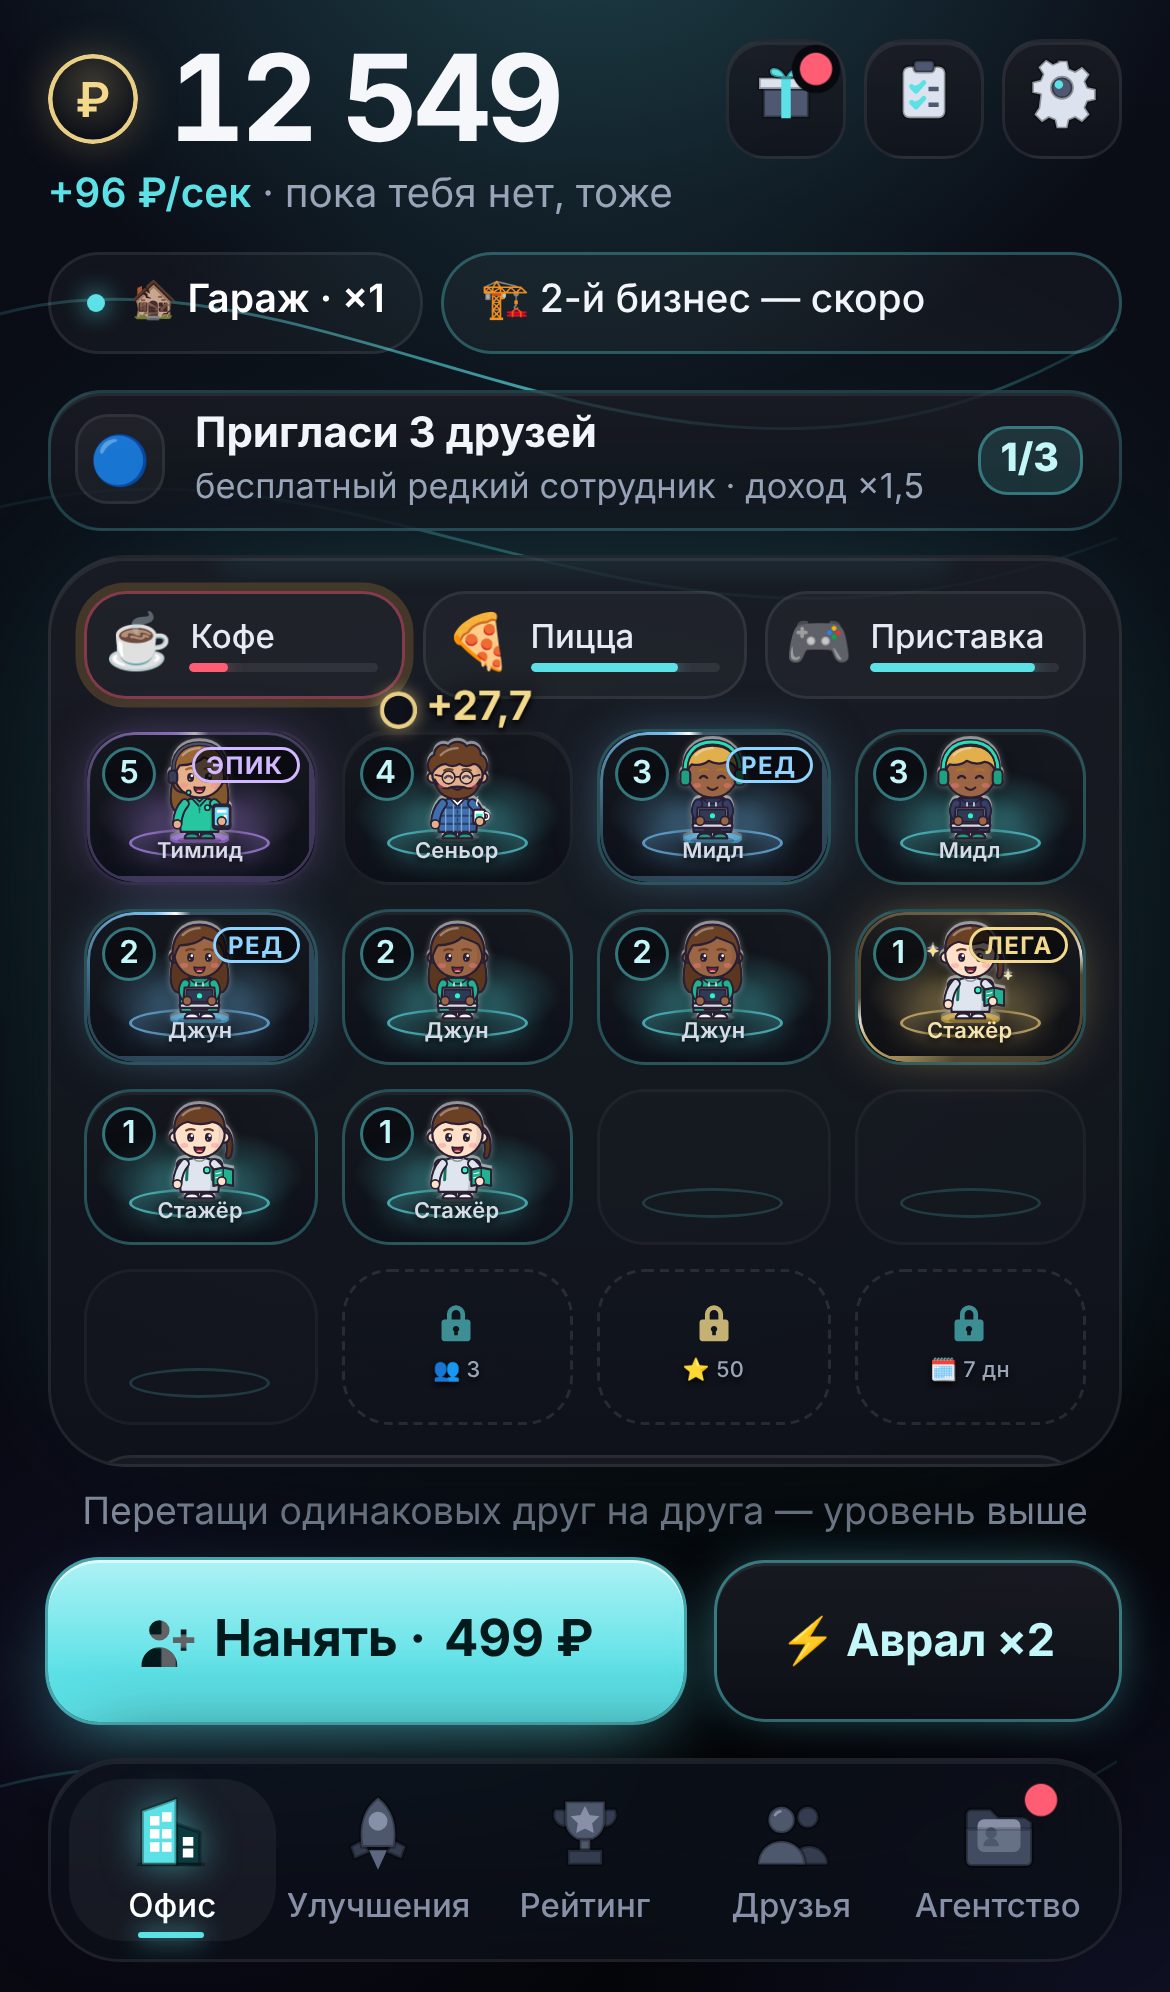 ₽ 12 549
+96 ₽/сек · пока тебя нет, тоже
Гараж · ×1
2-й бизнес — скоро
Пригласи 3 друзей
бесплатный редкий сотрудник · доход ×1,5
1/3
Кофе
Пицца
Приставка
+27,7
5 ЭПИК
Тимлид
4
Сеньор
3 РЕД
Мидл
3
Мидл
2 РЕД
Джун
2
Джун
2
Джун
1 ЛЕГА
Стажёр
1
Стажёр
1
Стажёр
3
50
7 дн
Перетащи одинаковых друг на друга — уровень выше
Нанять · 499 ₽
Аврал ×2
Офис
Улучшения
Рейтинг
Друзья
Агентство